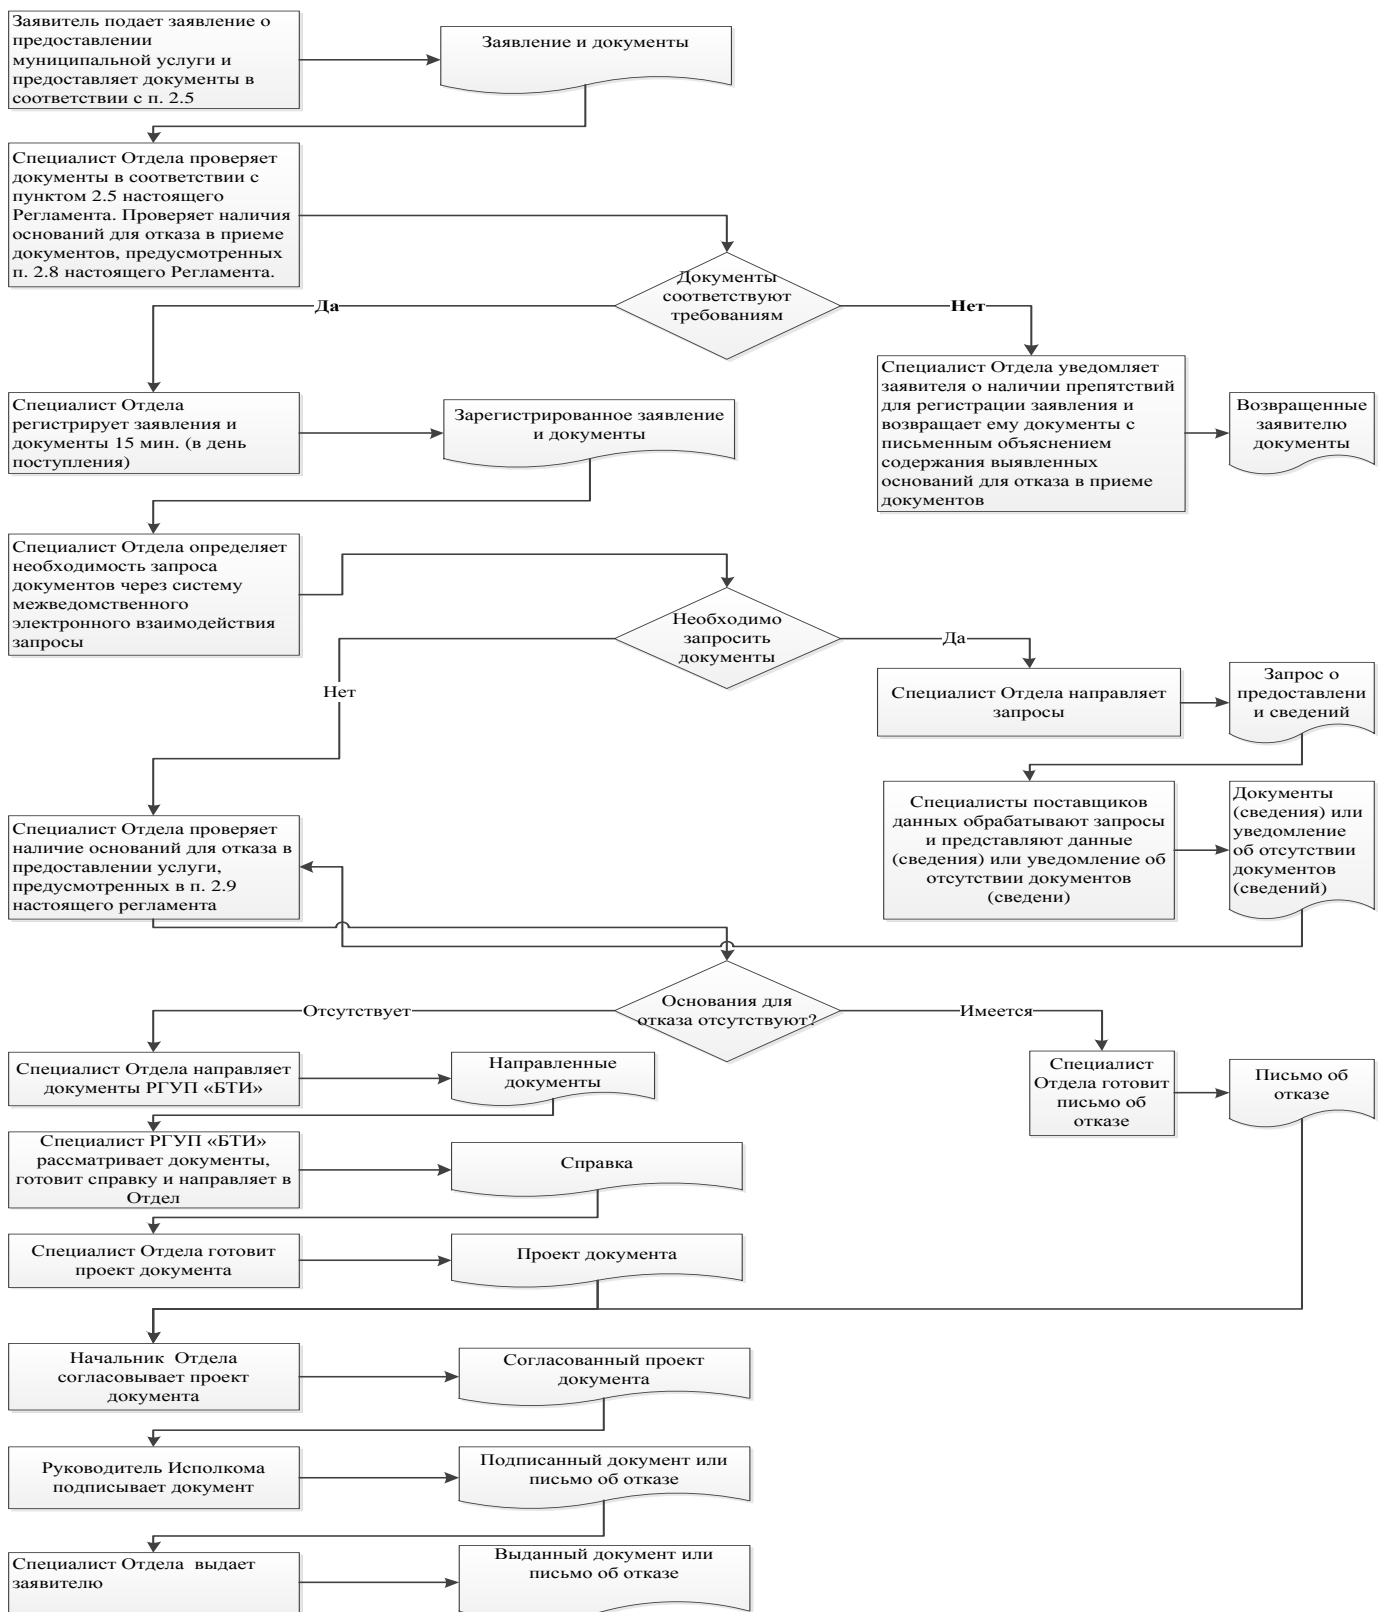 Заявитель подает заявление о
предоставлении
муниципальной услуги и
предоставляет документы в
соответствии с п. 2.5
Заявление и документы
Специалист Отдела проверяет
документы в соответствии с
пунктом 2.5 настоящего
Регламента. Проверяет наличия
оснований для отказа в приеме
документов, предусмотренных
п. 2.8 настоящего Регламента.
Документы
соответствуют
требованиям
Да
Нет
Специалист Отдела
регистрирует заявления и
документы 15 мин. (в день
поступления)
Зарегистрированное заявление
и документы
Специалист Отдела уведомляет
заявителя о наличии препятствий
для регистрации заявления и
возвращает ему документы с
письменным объяснением
содержания выявленных
оснований для отказа в приеме
документов
Возвращенные
заявителю
документы
Специалист Отдела определяет
необходимость запроса
документов через систему
межведомственного
электронного взаимодействия
запросы
Необходимо
запросить
документы
Да
Нет
Специалист Отдела направляет
запросы
Запрос о
предоставлени
и сведений
Специалисты поставщиков
данных обрабатывают запросы
и представляют данные
(сведения) или уведомление об
отсутствии документов
(сведени)
Документы
(сведения) или
уведомление
об отсутствии
документов
(сведений)
Специалист Отдела проверяет
наличие оснований для отказа в
предоставлении услуги,
предусмотренных в п. 2.9
настоящего регламента
Основания для
отказа отсутствуют?
Отсутствует
Имеется
Специалист Отдела направляет
документы РГУП «БТИ»
Направленные
документы
Специалист
Отдела готовит
письмо об
отказе
Письмо об
отказе
Специалист РГУП «БТИ»
рассматривает документы,
готовит справку и направляет в
Отдел
Справка
Специалист Отдела готовит
проект документа
Проект документа
Начальник  Отдела
согласовывает проект
документа
Согласованный проект
документа
Руководитель Исполкома
подписывает документ
Подписанный документ или
письмо об отказе
Специалист Отдела  выдает
заявителю
Выданный документ или
письмо об отказе